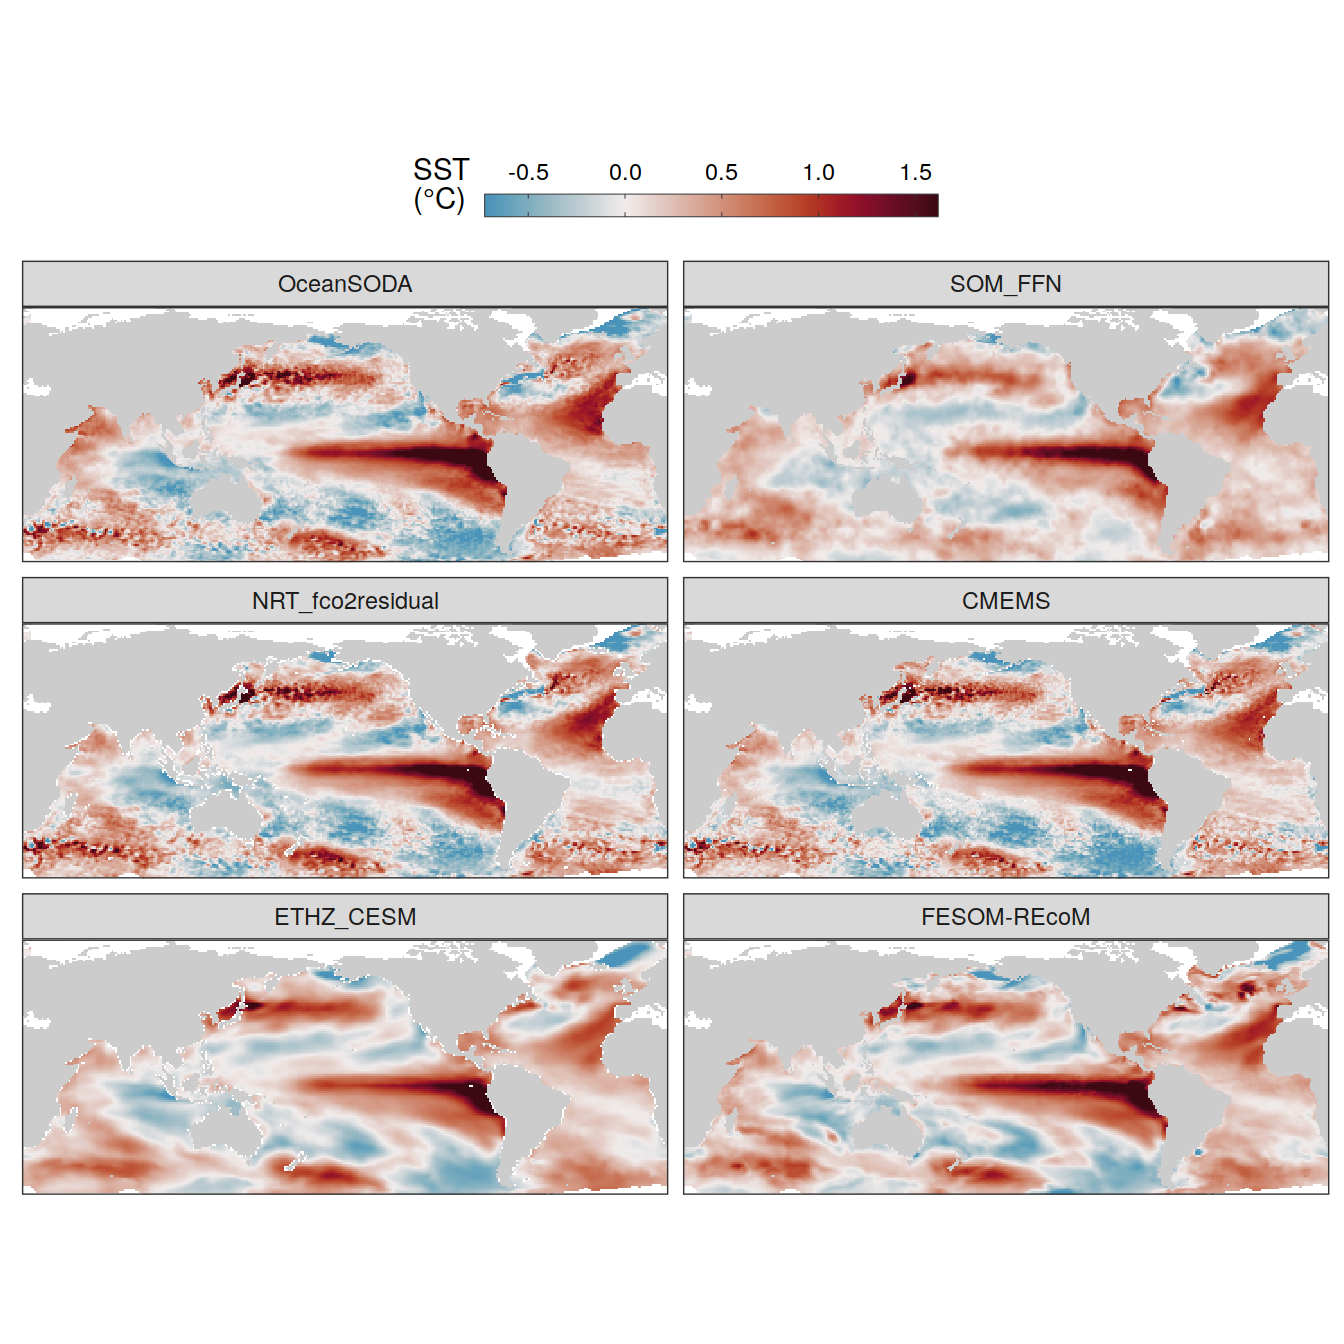 SST
(°C)
-0.5 0.0 0.5 1.0 1.5
OceanSODA
SOM_FFN
NRT_fco2residual
CMEMS
ETHZ_CESM
FESOM-REcoM